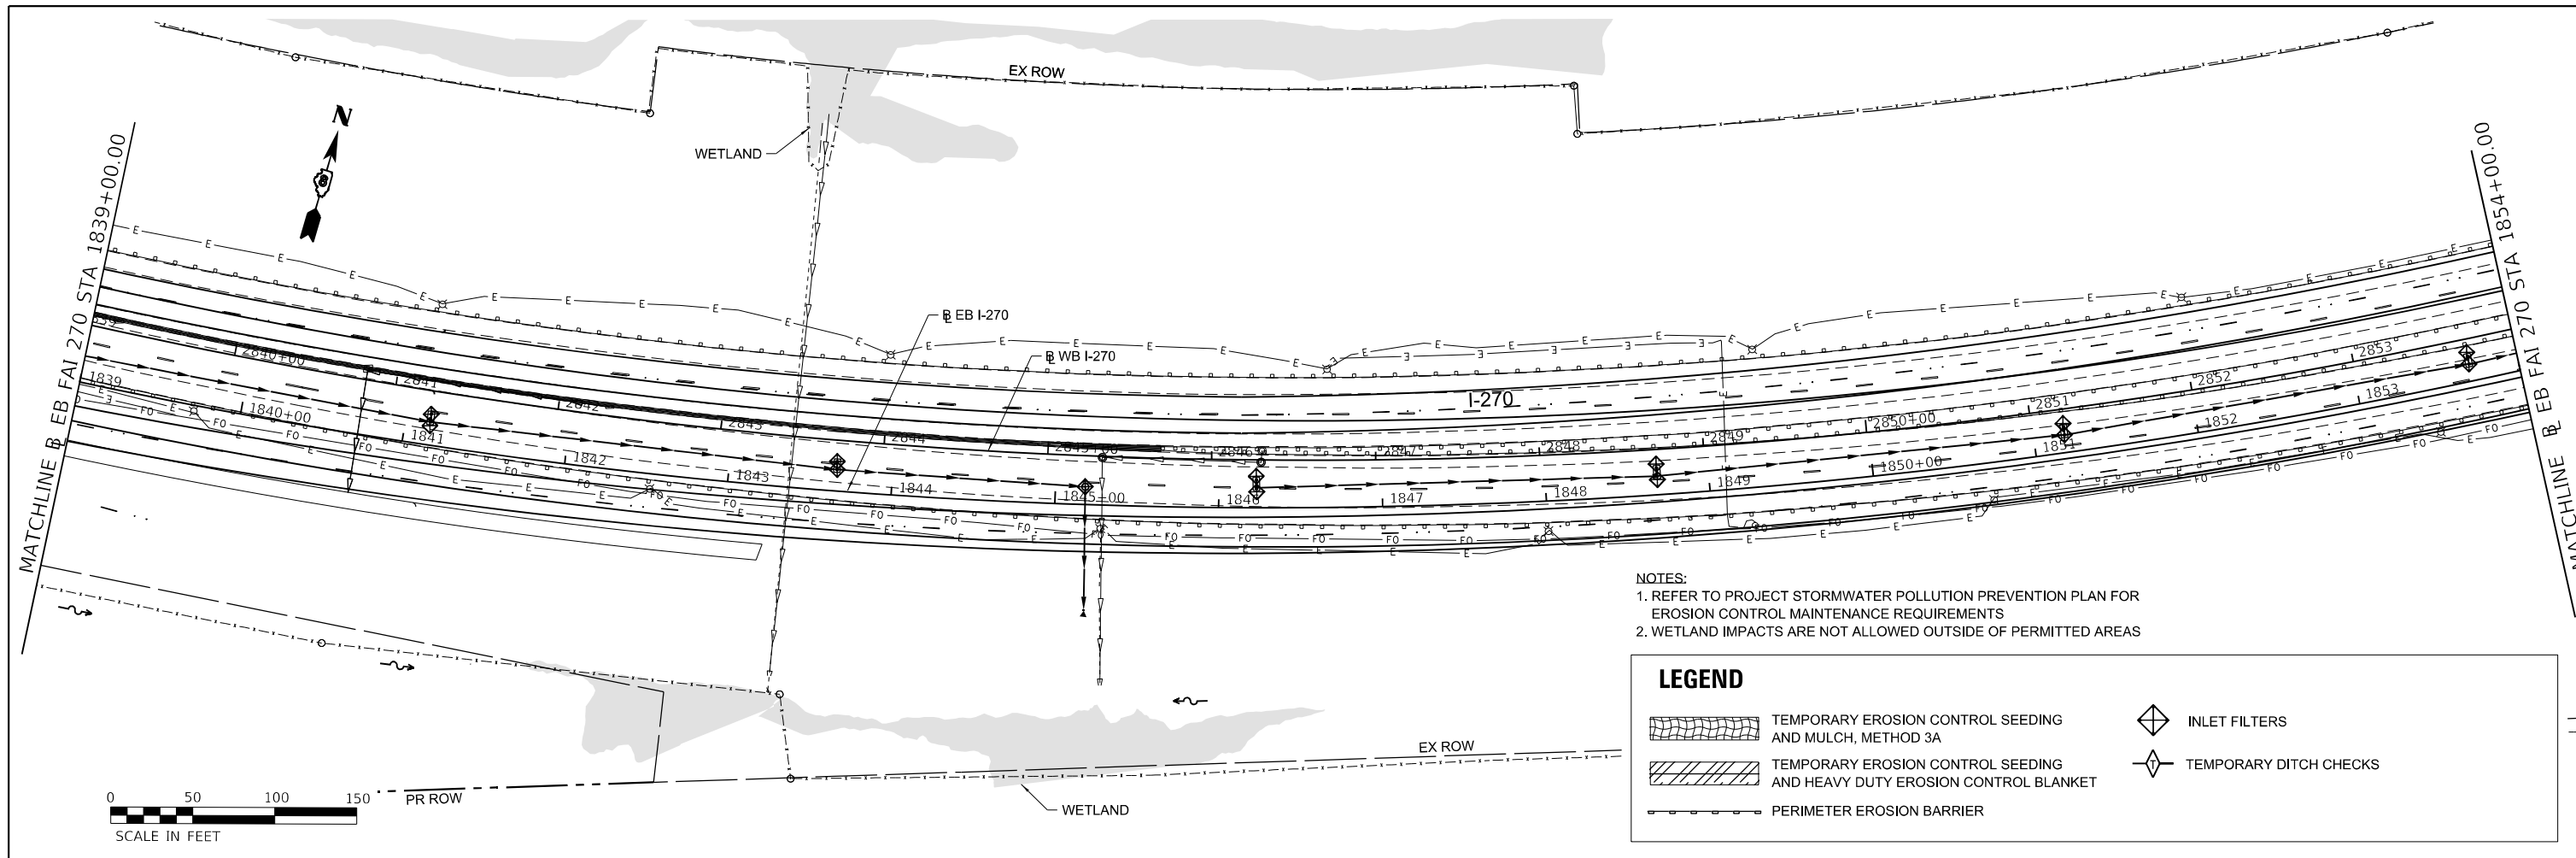 EX ROW
N
WETLAND
MATCHLINE ⅊ EB FAI 270 STA 1839+00.00
MATCHLINE ⅊ EB FAI 270 STA 1854+00.00
B EB I-270
B WB I-270
I-270
2840+00
2841
2842
2843
2844
2845+00
2846
2847
2848
2849
2850+00
2851
2852
2853
1839
1840+00
1841
1842
1843
1844
1845+00
1846
1847
1848
1849
1850+00
1851
1852
1853
E
FO
NOTES:
1. REFER TO PROJECT STORMWATER POLLUTION PREVENTION PLAN FOR
EROSION CONTROL MAINTENANCE REQUIREMENTS
2. WETLAND IMPACTS ARE NOT ALLOWED OUTSIDE OF PERMITTED AREAS
LEGEND
TEMPORARY EROSION CONTROL SEEDING
AND MULCH, METHOD 3A
TEMPORARY EROSION CONTROL SEEDING
AND HEAVY DUTY EROSION CONTROL BLANKET
PERIMETER EROSION BARRIER
INLET FILTERS
T TEMPORARY DITCH CHECKS
EX ROW
PR ROW
WETLAND
0 50 100 150
SCALE IN FEET